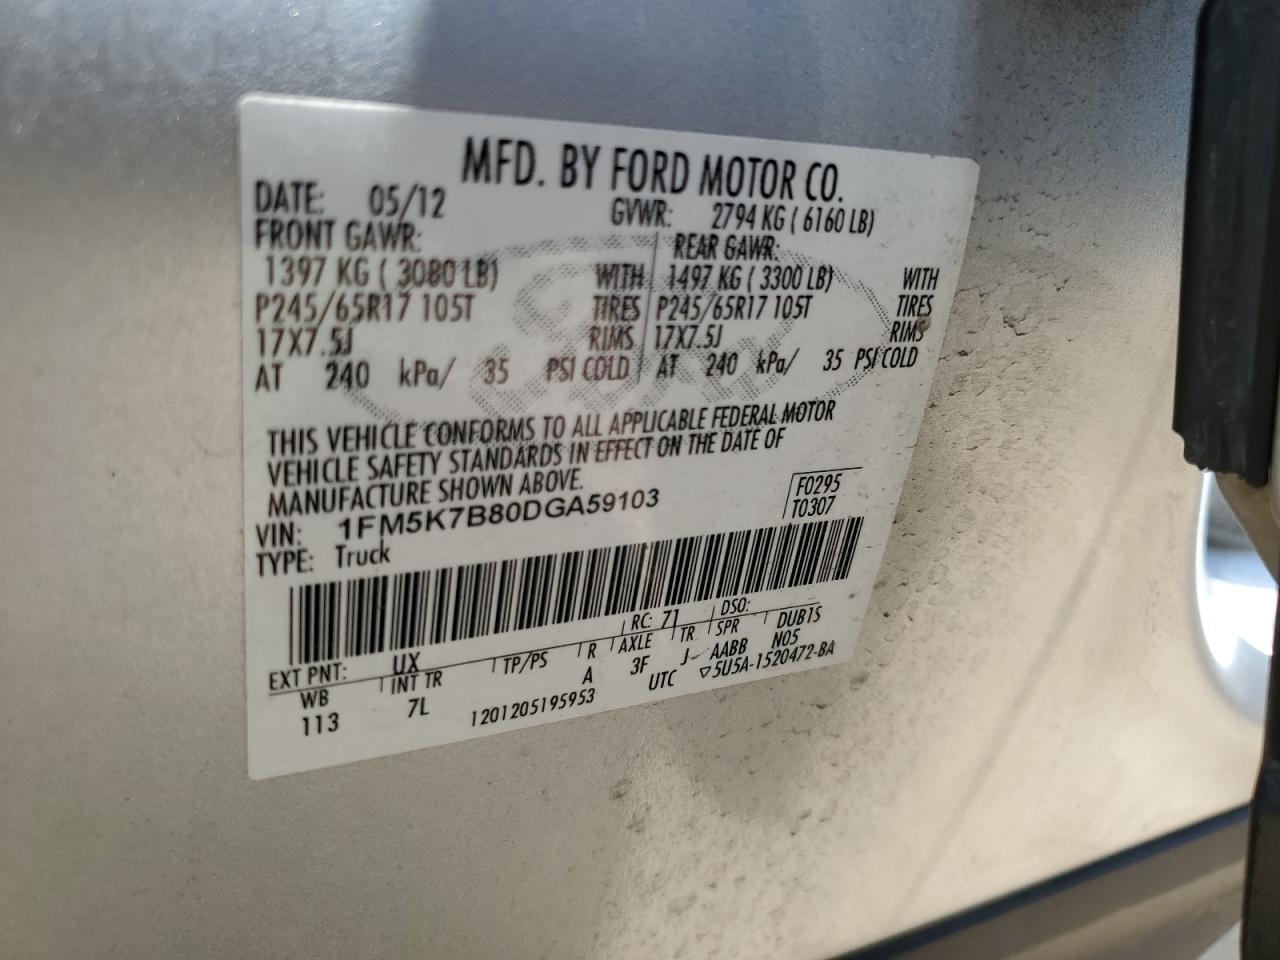 MFD. BY FORD MOTOR CO.
DATE: 05/12 GVWR: 2794 KG ( 6160 LB)
FRONT GAWR: REAR GAWR:
1397 KG ( 3080 LB) WITH 1497 KG ( 3300 LB) WITH
P245/65R17 105T TIRES P245/65R17 105T TIRES
17X7.5J RIMS 17X7.5J RIMS
AT 240 kPa/ 35 PSI COLD AT 240 kPa/ 35 PSI COLD
THIS VEHICLE CONFORMS TO ALL APPLICABLE FEDERAL MOTOR
VEHICLE SAFETY STANDARDS IN EFFECT ON THE DATE OF
MANUFACTURE SHOWN ABOVE.
F0295
VIN: 1FM5K7B80DGA59103
T0307
TYPE: Truck
EXT PNT: UX RC: 71 DSO:
WB INT TR TP/PS R AXLE TR SPR DUB1S
113 7L A 3F J AABB N05
1201205195953 UTC ▽5U5A-1520472-BA